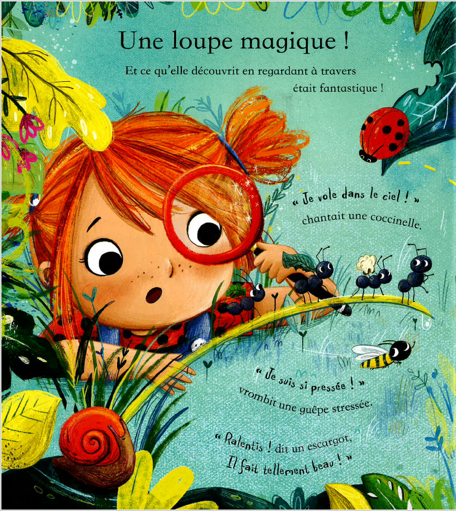 Une loupe magique !
Et ce qu'elle découvrit en regardant à travers
était fantastique !
« Je vole dans le ciel ! »
chantait une coccinelle.
« Je suis si pressée ! »
vrombit une guêpe stressée.
« Ralentis ! dit un escargot,
Il fait tellement beau ! »